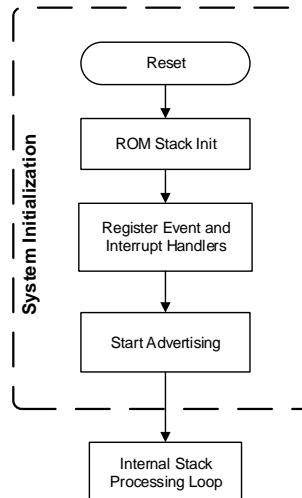 Reset
ROM Stack Init
Register Event and
Interrupt Handlers
Start Advertising
System Initialization
Internal Stack
Processing Loop